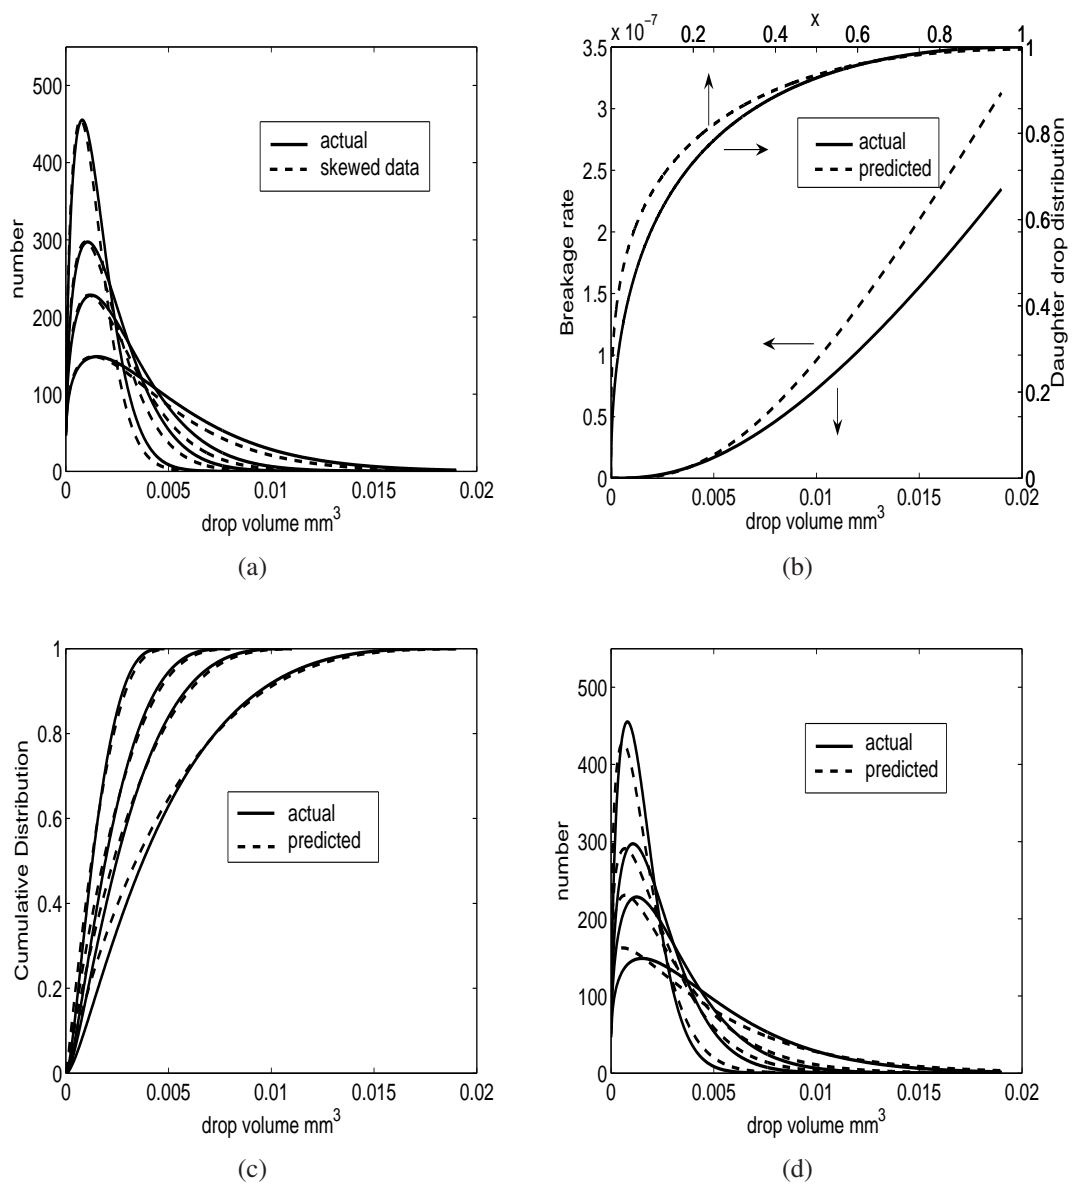 500
400
300
200
100
0
number
actual
skewed data
0 0.005 0.01 0.015 0.02
drop volume mm³
(a)
x
x 10⁻⁷ 0.2 0.4 0.6 0.8 1
3.5
3
2.5
2
1.5
1
0.5
0
Breakage rate
actual
predicted
1
0.8
0.6
0.4
0.2
0
Daughter drop distribution
0 0.005 0.01 0.015 0.02
drop volume mm³
(b)
1
0.8
0.6
0.4
0.2
0
Cumulative Distribution
actual
predicted
0 0.005 0.01 0.015 0.02
drop volume mm³
(c)
500
400
300
200
100
0
number
actual
predicted
0 0.005 0.01 0.015 0.02
drop volume mm³
(d)